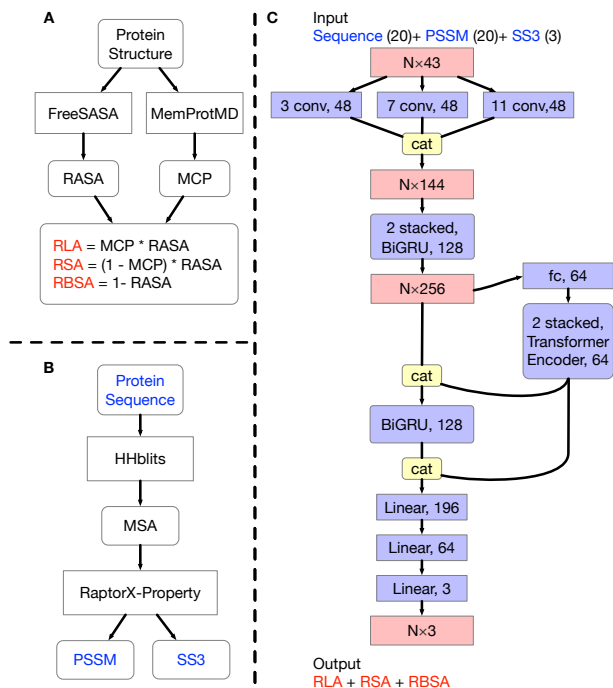 A
Protein
Structure
FreeSASA
MemProtMD
RASA
MCP
RLA = MCP * RASA
RSA = (1 - MCP) * RASA
RBSA = 1- RASA
B
Protein
Sequence
HHblits
MSA
RaptorX-Property
PSSM
SS3
C
Input
Sequence (20)+ PSSM (20)+ SS3 (3)
N×43
3 conv, 48
7 conv, 48
11 conv,48
cat
N×144
2 stacked,
BiGRU, 128
N×256
fc, 64
2 stacked,
Transformer
Encoder, 64
cat
BiGRU, 128
cat
Linear, 196
Linear, 64
Linear, 3
N×3
Output
RLA + RSA + RBSA